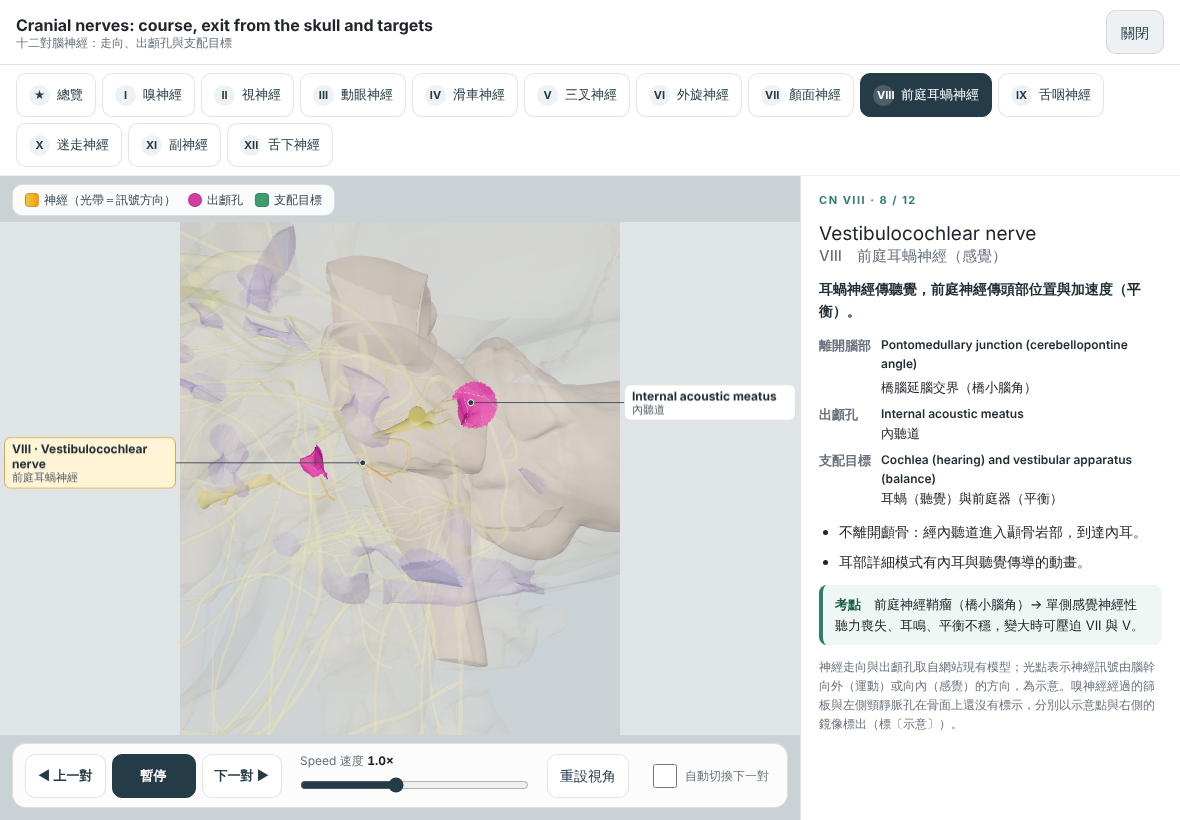 Cranial nerves: course, exit from the skull and targets
十二對腦神經：走向、出顱孔與支配目標
關閉
★ 總覽
I 嗅神經
II 視神經
III 動眼神經
IV 滑車神經
V 三叉神經
VI 外旋神經
VII 顏面神經
VIII 前庭耳蝸神經
IX 舌咽神經
X 迷走神經
XI 副神經
XII 舌下神經
神經（光帶＝訊號方向） 出顱孔 支配目標
Internal acoustic meatus
內聽道
VIII · Vestibulocochlear
nerve
前庭耳蝸神經
◀ 上一對
暫停
下一對 ▶
Speed 速度 1.0×
重設視角
自動切換下一對
CN VIII · 8 / 12
Vestibulocochlear nerve
VIII 前庭耳蝸神經（感覺）
耳蝸神經傳聽覺，前庭神經傳頭部位置與加速度（平
衡）。
離開腦部 Pontomedullary junction (cerebellopontine
angle)
橋腦延腦交界（橋小腦角）
出顱孔 Internal acoustic meatus
內聽道
支配目標 Cochlea (hearing) and vestibular apparatus
(balance)
耳蝸（聽覺）與前庭器（平衡）
• 不離開顱骨：經內聽道進入顳骨岩部，到達內耳。
• 耳部詳細模式有內耳與聽覺傳導的動畫。
考點 前庭神經鞘瘤（橋小腦角）→ 單側感覺神經性
聽力喪失、耳鳴、平衡不穩，變大時可壓迫 VII 與 V。
神經走向與出顱孔取自網站現有模型；光點表示神經訊號由腦幹
向外（運動）或向內（感覺）的方向，為示意。嗅神經經過的篩
板與左側頸靜脈孔在骨面上還沒有標示，分別以示意點與右側的
鏡像標出（標〔示意〕）。